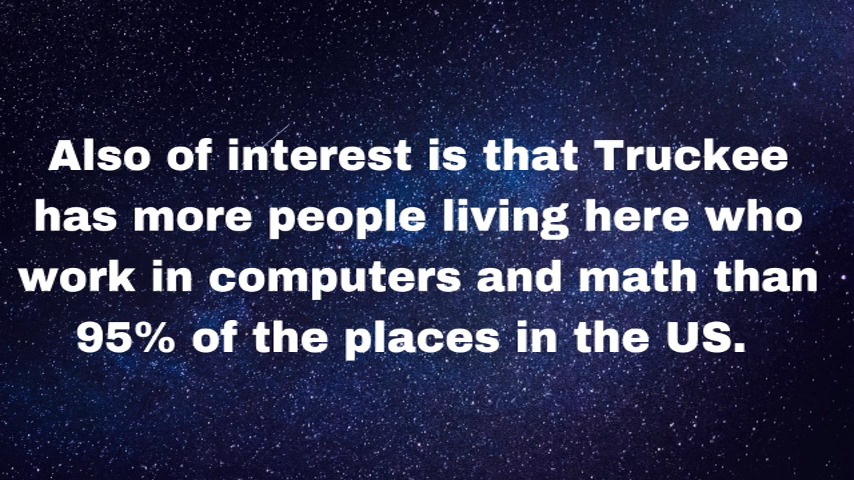 Also of interest is that Truckee
has more people living here who
work in computers and math than
95% of the places in the US.